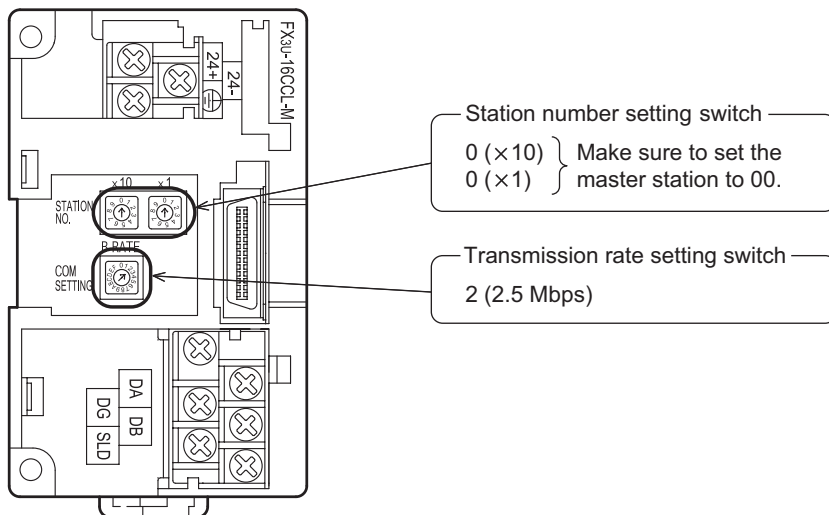 FX3U-16CCL-M
24+
24-
Station number setting switch
0 (×10)
0 (×1)
Make sure to set the
master station to 00.
×10 ×1
STATION
NO.
B RATE
COM
SETTING
Transmission rate setting switch
2 (2.5 Mbps)
DA
DG
DB
SLD